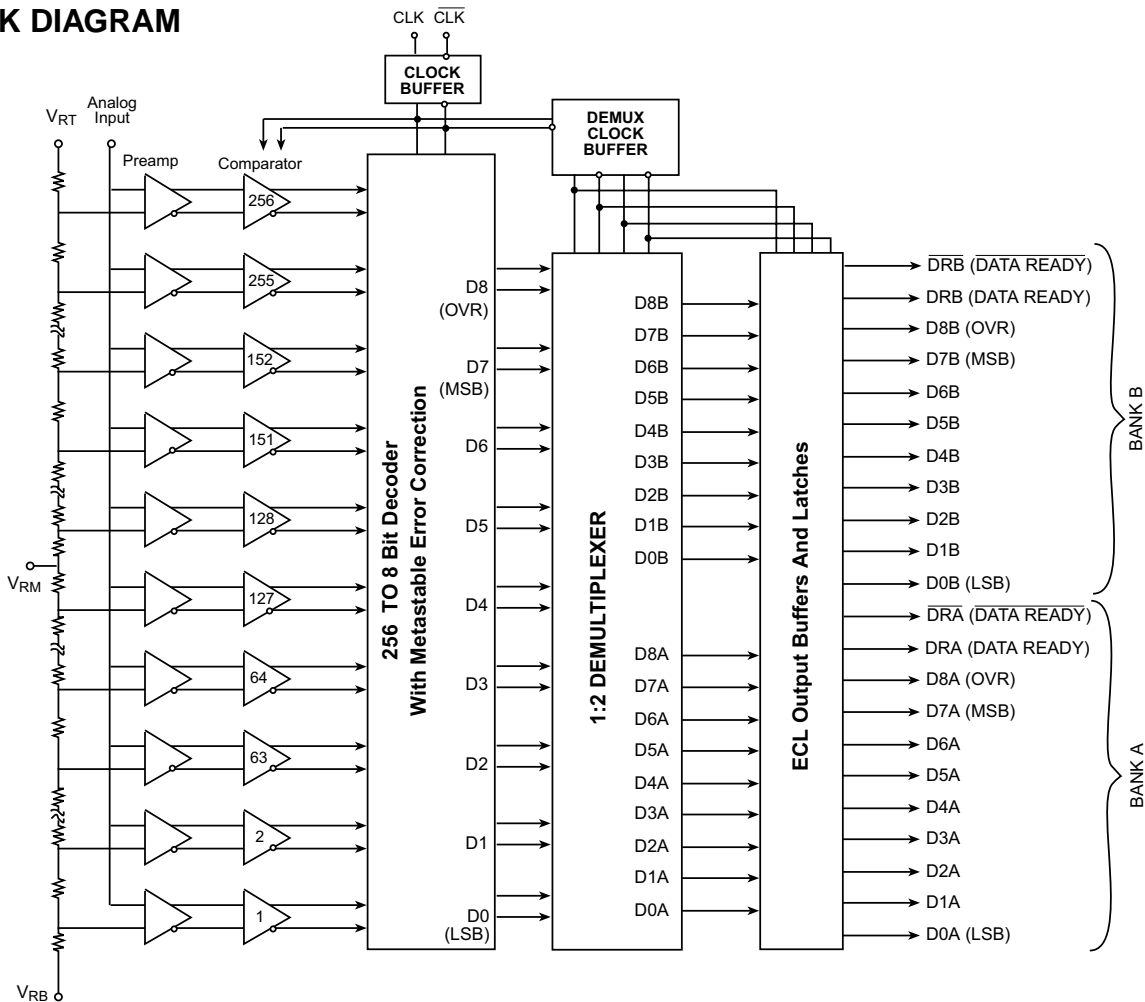 K DIAGRAM
CLK CLK
CLOCK
BUFFER
DEMUX
CLOCK
BUFFER
VRT
Analog
Input
Preamp
Comparator
256
255
152
151
128
127
64
63
2
1
VRM
VRB
256 TO 8 Bit Decoder
With Metastable Error Correction
D8
(OVR)
D7
(MSB)
D6
D5
D4
D3
D2
D1
D0
(LSB)
1:2 DEMULTIPLEXER
D8B
D7B
D6B
D5B
D4B
D3B
D2B
D1B
D0B
D8A
D7A
D6A
D5A
D4A
D3A
D2A
D1A
D0A
ECL Output Buffers And Latches
DRB (DATA READY)
DRB (DATA READY)
D8B (OVR)
D7B (MSB)
D6B
D5B
D4B
D3B
D2B
D1B
D0B (LSB)
DRA (DATA READY)
DRA (DATA READY)
D8A (OVR)
D7A (MSB)
D6A
D5A
D4A
D3A
D2A
D1A
D0A (LSB)
BANK B
BANK A